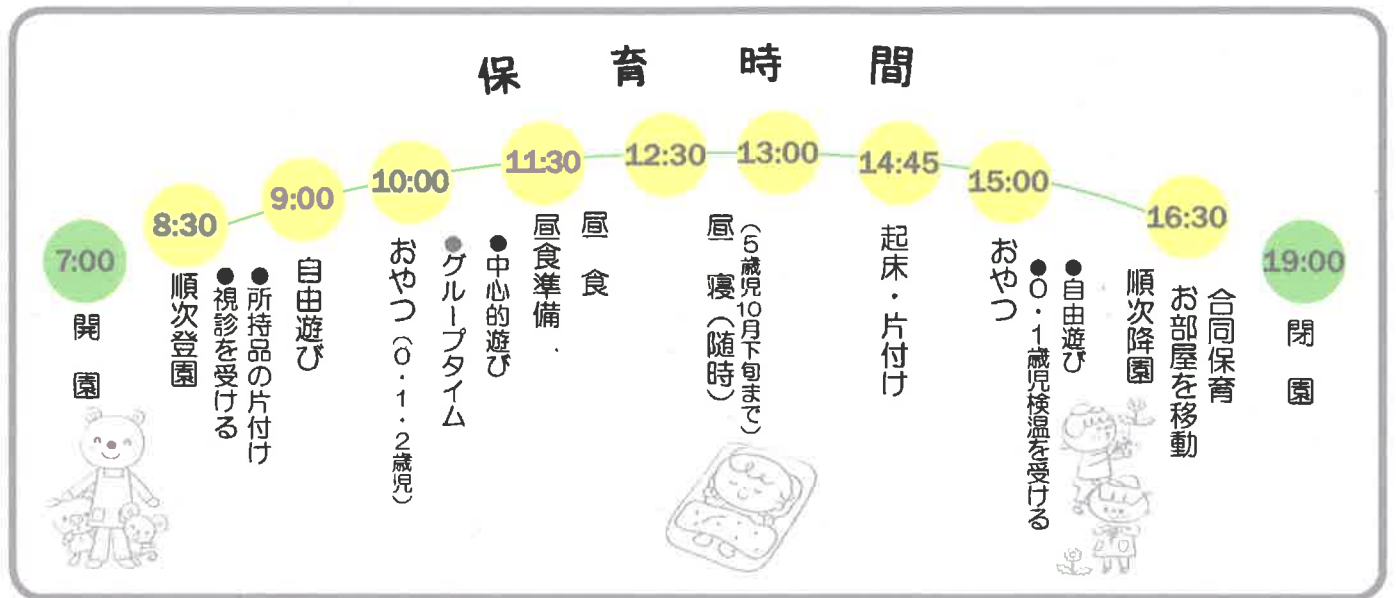 保育時間
7:00
開園
8:30
順次登園
●視診を受ける
●所持品の片付け
9:00
自由遊び
10:00
おやつ（0・1・2歳児）
●グループタイム
●中心的遊び
11:30
昼食準備
昼食
12:30
13:00
昼寝（随時）
（5歳児10月下旬まで）
14:45
起床・片付け
15:00
おやつ
●0・1歳児検温を受ける
●自由遊び
順次降園
16:30
お部屋を移動
合同保育
19:00
閉園